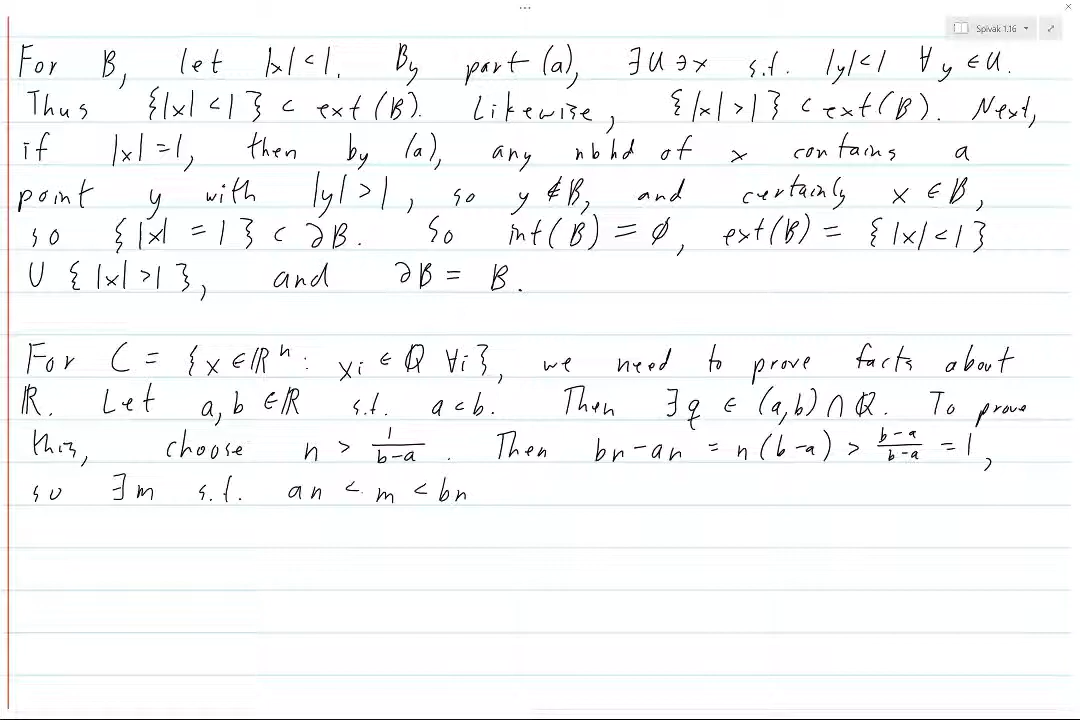 Spivak 1.16
For B, let |x|<1. By part (a), ∃U∋x s.t. |y|<1 ∀y∈U.
Thus {|x|<1} ⊂ ext(B). Likewise, {|x|>1} ⊂ ext(B). Next,
if |x|=1, then by (a), any nbhd of x contains a
point y with |y|>1, so y∉B, and certainly x∈B,
so {|x|=1} ⊂ ∂B. So int(B) = ∅, ext(B) = {|x|<1}
∪ {|x|>1}, and ∂B = B.
For C = {x∈ℝⁿ: xᵢ ∈ ℚ ∀i}, we need to prove facts about
ℝ. Let a,b ∈ℝ s.t. a<b. Then ∃q ∈ (a,b)∩ℚ. To prove
this, choose n > 1/(b-a). Then bn-an = n(b-a) > (b-a)/(b-a) = 1,
so ∃m s.t. an < m < bn